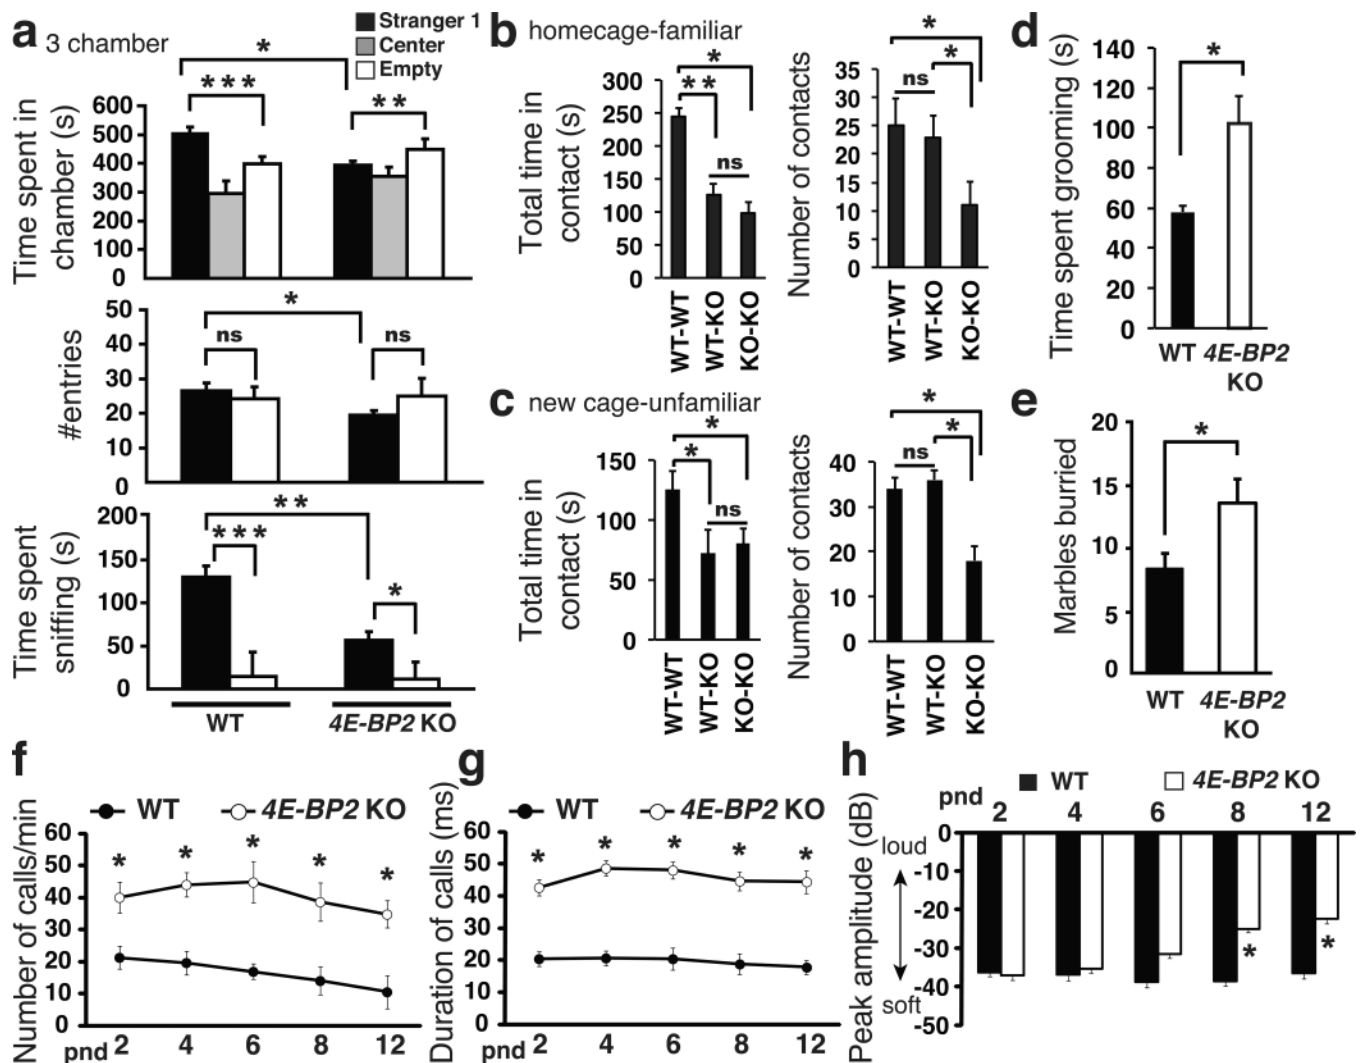 a 3 chamber
Stranger 1
Center
Empty
*
***
**
Time spent in
chamber (s)
600
500
400
300
200
100
0
*
ns
ns
#entries
50
40
30
20
10
0
**
***
*
Time spent
sniffing (s)
200
150
100
50
0
WT
4E-BP2 KO
b homecage-familiar
*
**
ns
Total time in
contact (s)
300
250
200
150
100
50
0
WT-WT
WT-KO
KO-KO
*
ns
*
Number of contacts
35
30
25
20
15
10
5
0
WT-WT
WT-KO
KO-KO
c new cage-unfamiliar
*
*
ns
Total time in
contact (s)
150
100
50
0
WT-WT
WT-KO
KO-KO
*
ns
*
Number of contacts
40
30
20
10
0
WT-WT
WT-KO
KO-KO
d
*
Time spent grooming (s)
140
120
100
80
60
40
20
0
WT 4E-BP2
KO
e
*
Marbles burried
20
15
10
5
0
WT 4E-BP2
KO
f
WT 4E-BP2 KO
Number of calls/min
60
50
40
30
20
10
0
* * * * *
pnd 2 4 6 8 12
g
WT 4E-BP2 KO
Duration of calls (ms)
60
50
40
30
20
10
0
* * * * *
pnd 2 4 6 8 12
h
WT 4E-BP2 KO
pnd 2 4 6 8 12
Peak amplitude (dB)
0
-10
-20
-30
-40
-50
loud
soft
* *